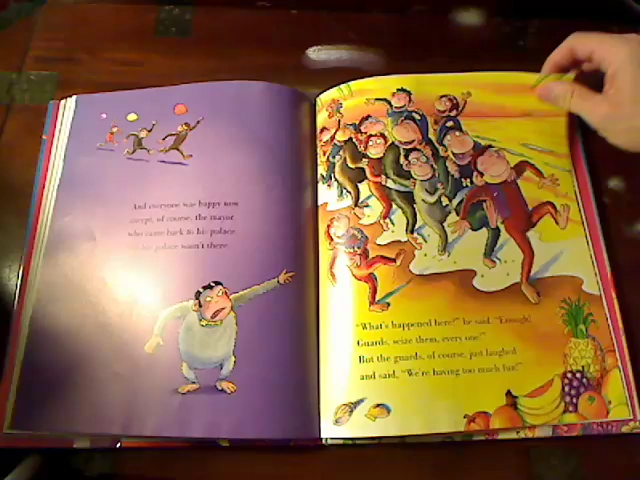 And everyone was happy now
except, of course, the mayor
who came back to his palace
his palace wasn't there.
"What's happened here?" he said. "Enough!
Guards, seize them, every one!"
But the guards, of course, just laughed
and said, "We're having too much fun!"